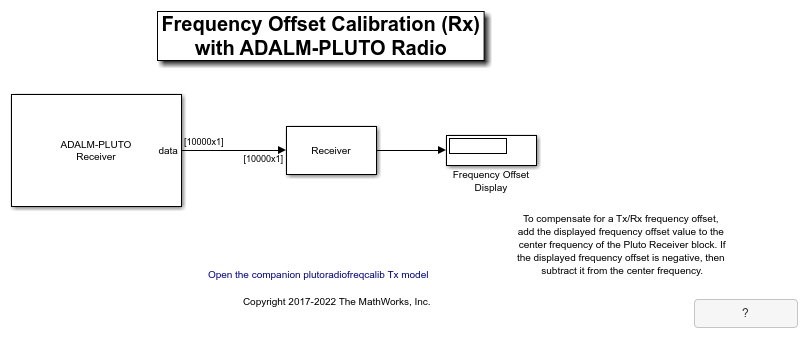 Frequency Offset Calibration (Rx)
with ADALM-PLUTO Radio
ADALM-PLUTO
Receiver
data
[10000x1]
[10000x1]
Receiver
Frequency Offset
Display
To compensate for a Tx/Rx frequency offset,
add the displayed frequency offset value to the
center frequency of the Pluto Receiver block. If
the displayed frequency offset is negative, then
subtract it from the center frequency.
Open the companion plutoradiofreqcalib Tx model
Copyright 2017-2022 The MathWorks, Inc.
?